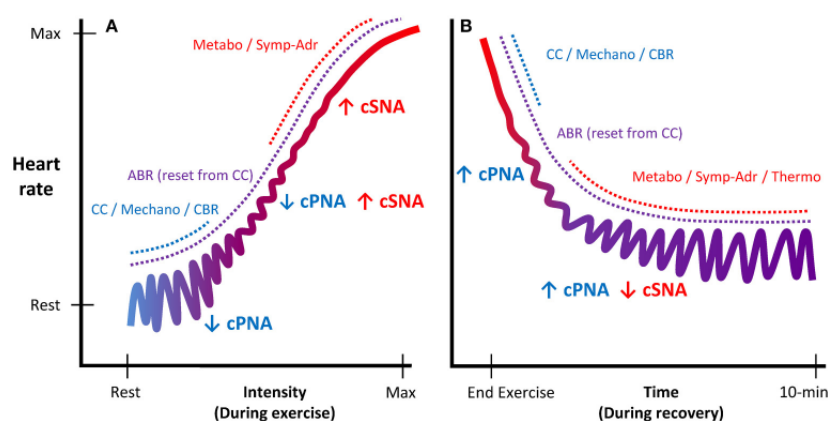 A
Max
Metabo / Symp-Adr
↑ cSNA
Heart
rate
ABR (reset from CC)
↓ cPNA ↑ cSNA
CC / Mechano / CBR
Rest
↓ cPNA
Rest
Intensity
(During exercise)
Max
B
CC / Mechano / CBR
ABR (reset from CC)
↑ cPNA
Metabo / Symp-Adr / Thermo
↑ cPNA ↓ cSNA
End Exercise
Time
(During recovery)
10-min